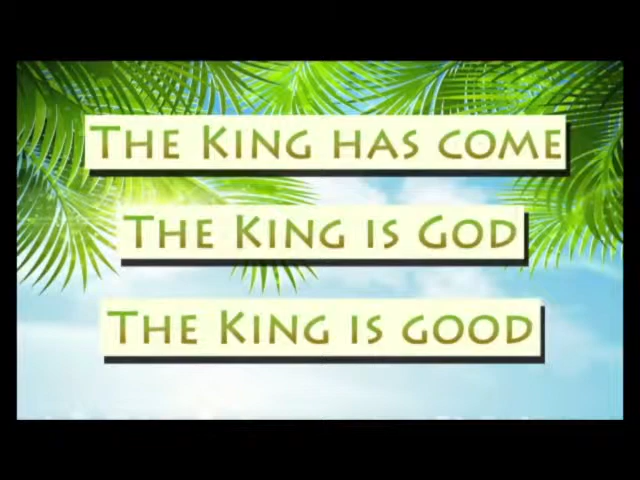 The King has come
The King is God
The King is good